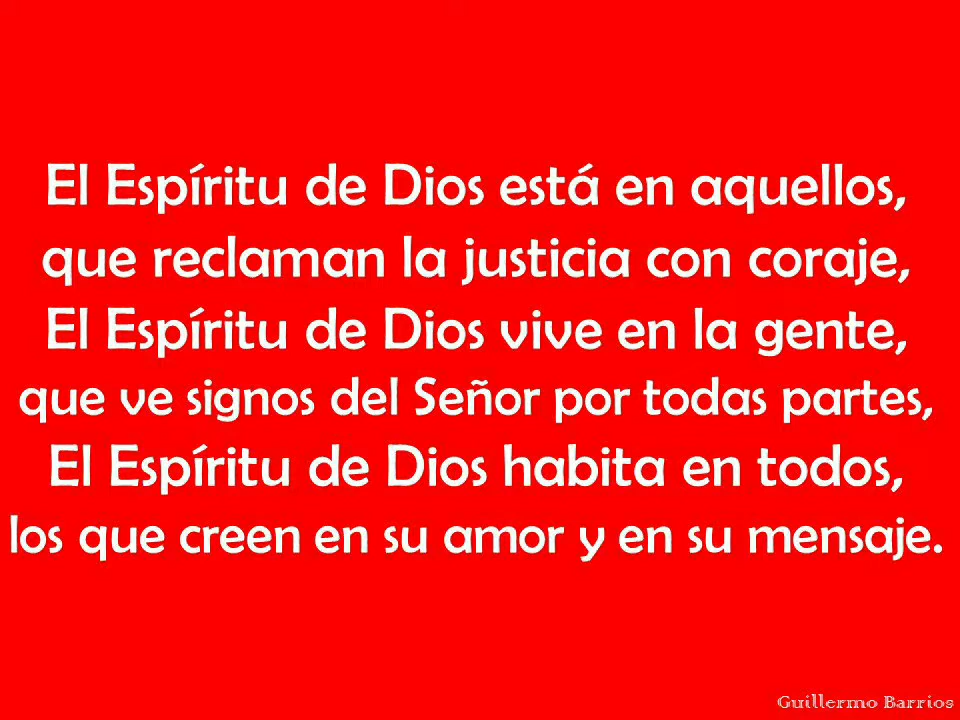 El Espíritu de Dios está en aquellos,
que reclaman la justicia con coraje,
El Espíritu de Dios vive en la gente,
que ve signos del Señor por todas partes,
El Espíritu de Dios habita en todos,
los que creen en su amor y en su mensaje.
Guillermo Barrios